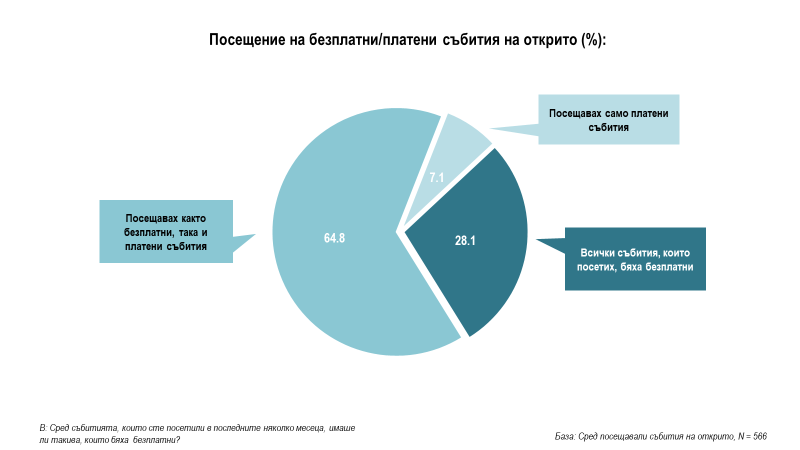 Посещение на безплатни/платени събития на открито (%):
Посещавах само платени
събития
7.1
Посещавах както
безплатни, така и
платени събития
64.8
28.1
Всички събития, които
посетих, бяха безплатни
В: Сред събитията, които сте посетили в последните няколко месеца, имаше
ли такива, които бяха безплатни?
База: Сред посещавали събития на открито, N = 566